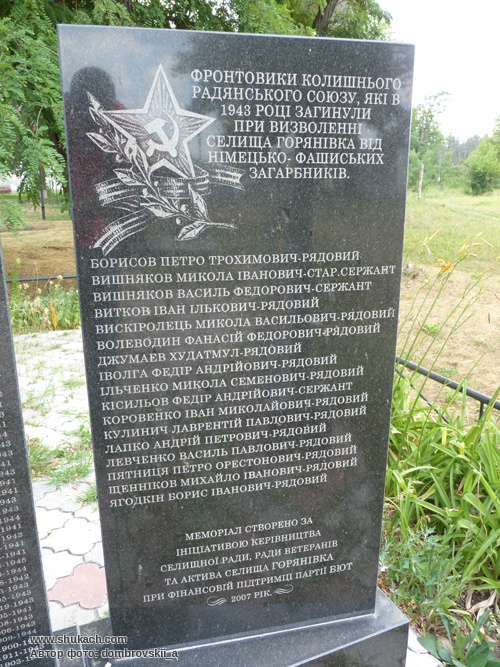 ФРОНТОВИКИ КОЛИШНЬОГО
РАДЯНСЬКОГО СОЮЗУ, ЯКІ В
1943 РОЦІ ЗАГИНУЛИ
ПРИ ВИЗВОЛЕННІ
СЕЛИЩА ГОРЯНІВКА ВІД
НІМЕЦЬКО- ФАШИСЬКИХ
ЗАГАРБНИКІВ.
БОРИСОВ ПЕТРО ТРОХИМОВИЧ-РЯДОВИЙ
ВИШНЯКОВ МИКОЛА ІВАНОВИЧ-СТАР.СЕРЖАНТ
ВИШНЯКОВ ВАСИЛЬ ФЕДОРОВИЧ-СЕРЖАНТ
ВИТКОВ ІВАН ІЛЬКОВИЧ-РЯДОВИЙ
ВИСКІРОЛЕЦЬ МИКОЛА ВАСИЛЬОВИЧ-РЯДОВИЙ
ВОЛЕВОДИН ФАНАСІЙ ФЕДОРОВИЧ-РЯДОВИЙ
ДЖУМАЕВ ХУДАТМУЛ-РЯДОВИЙ
ІВОЛГА ФЕДІР АНДРІЙОВИЧ-РЯДОВИЙ
ІЛЬЧЕНКО МИКОЛА СЕМЕНОВИЧ-РЯДОВИЙ
КІСИЛЬОВ ФЕДІР АНДРІЙОВИЧ-СЕРЖАНТ
КОРОВЕНКО ІВАН МИКОЛАЙОВИЧ-РЯДОВИЙ
КУЛИНИЧ ЛАВРЕНТІЙ ПАВЛОВИЧ-РЯДОВИЙ
ЛАПКО АНДРІЙ ПЕТРОВИЧ-РЯДОВИЙ
ЛЕВЧЕНКО ВАСИЛЬ ПАВЛОВИЧ-РЯДОВИЙ
ПЯТНИЦЯ ПЕТРО ОРЕСТОНОВИЧ-РЯДОВИЙ
ЩЕННІКОВ МИХАЙЛО ІВАНОВИЧ-РЯДОВИЙ
ЯГОДКІН БОРИС ІВАНОВИЧ-РЯДОВИЙ
МЕМОРІАЛ СТВОРЕНО ЗА
ІНІЦІАТИВОЮ КЕРІВНИЦТВА
СЕЛИЩНОЇ РАДИ, РАДИ ВЕТЕРАНІВ
ТА АКТИВА СЕЛИЩА ГОРЯНІВКА
ПРИ ФІНАНСОВІЙ ПІДТРИМЦІ ПАРТІЇ БЮТ
2007 РІК.
www.shukach.com
Автор фото: dombrovskii_a